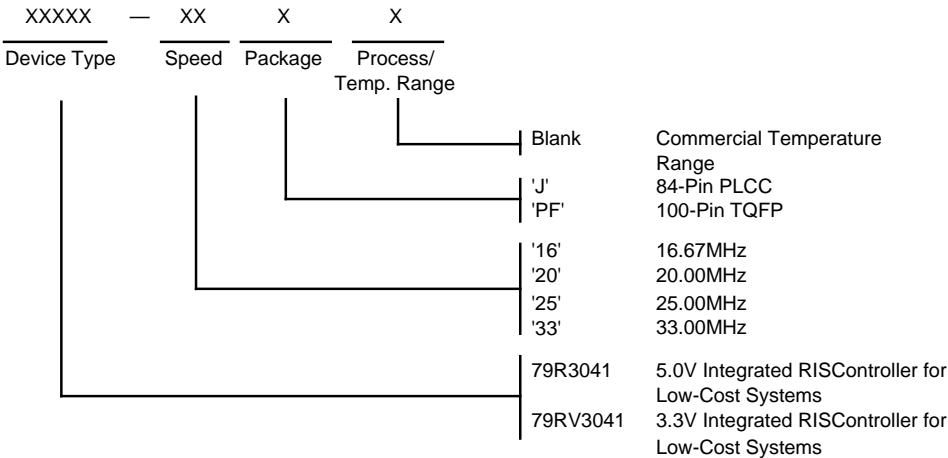 XXXXX — XX X X
Device Type Speed Package Process/
Temp. Range
Blank Commercial Temperature
Range
'J' 84-Pin PLCC
'PF' 100-Pin TQFP
'16' 16.67MHz
'20' 20.00MHz
'25' 25.00MHz
'33' 33.00MHz
79R3041 5.0V Integrated RISController for
Low-Cost Systems
79RV3041 3.3V Integrated RISController for
Low-Cost Systems